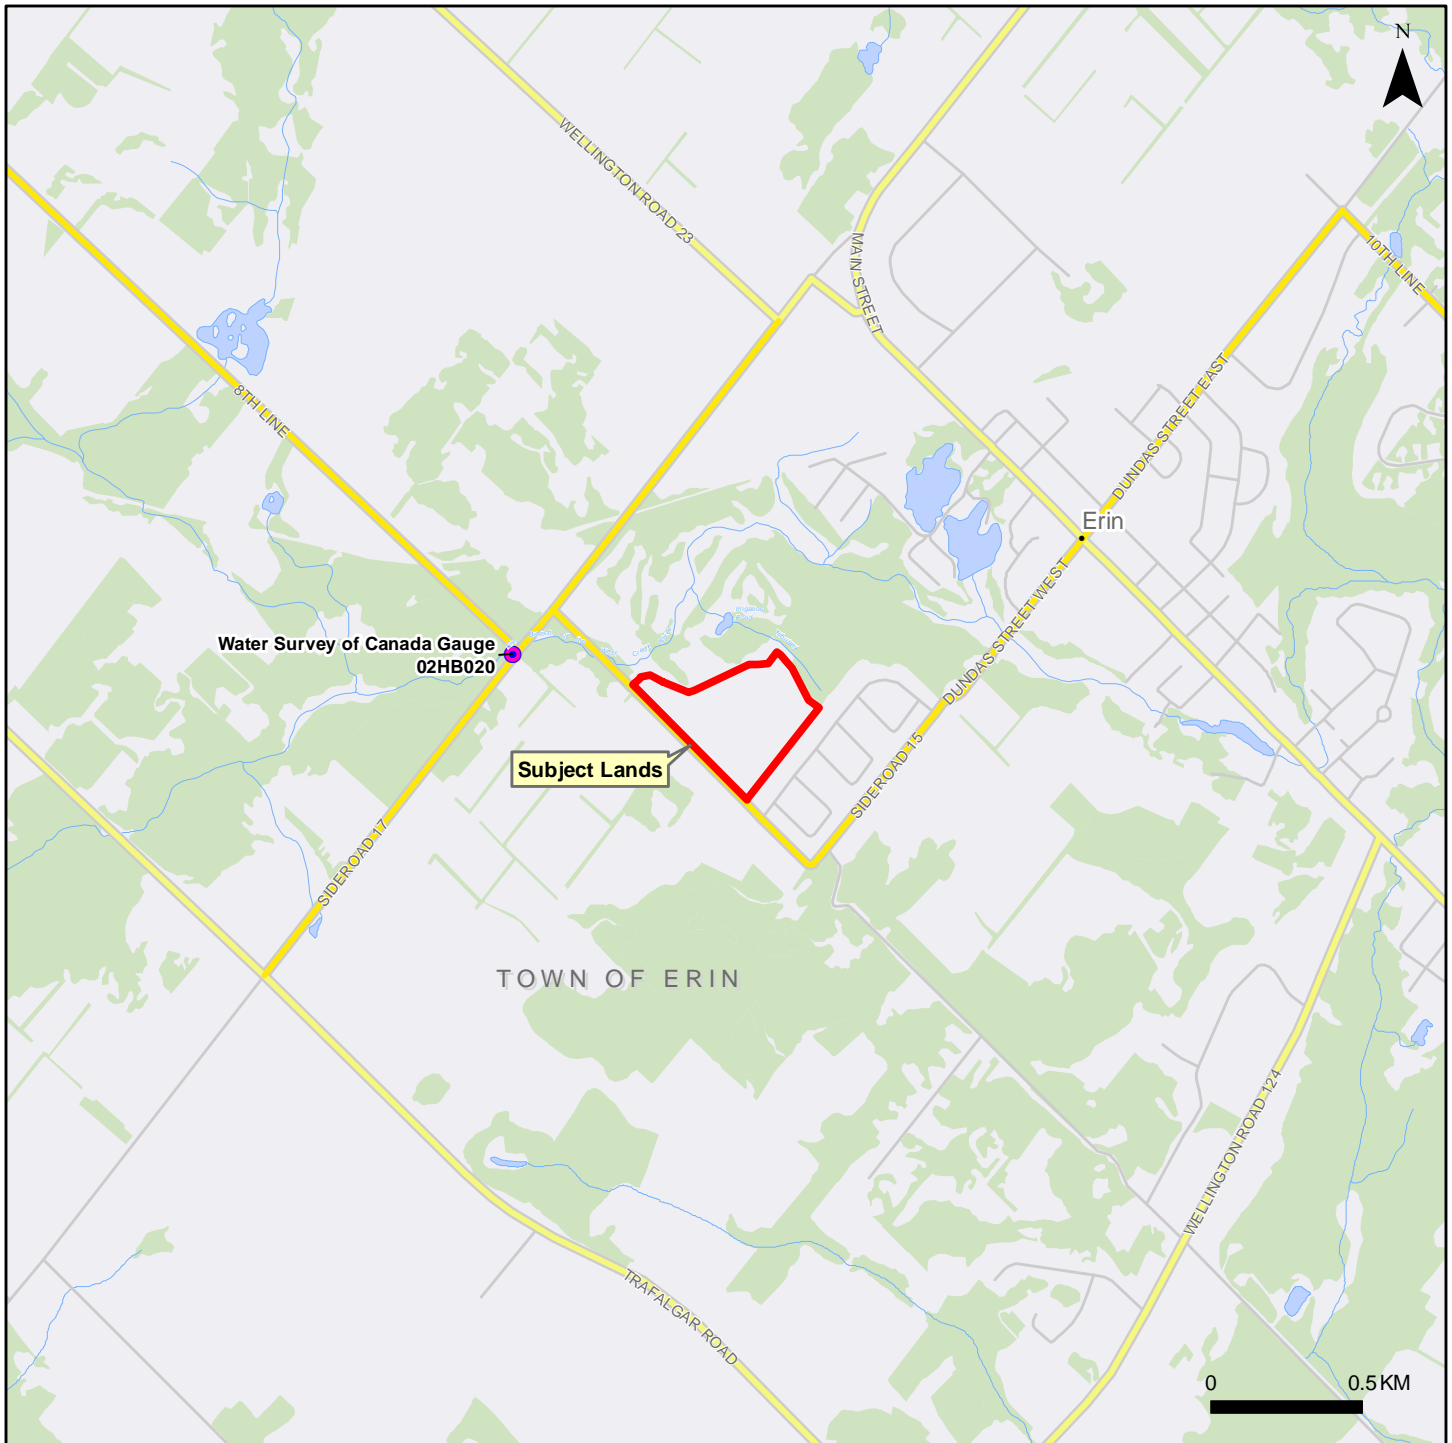 N
WELLINGTON ROAD 23
MAIN STREET
10TH LINE
8TH LINE
DUNDAS STREET EAST
Erin
DUNDAS STREET WEST
Water Survey of Canada Gauge
02HB020
Subject Lands
SIDEROAD 15
SIDEROAD 17
TOWN OF ERIN
WELLINGTON ROAD 124
TRAFALGAR ROAD
0 0.5 KM